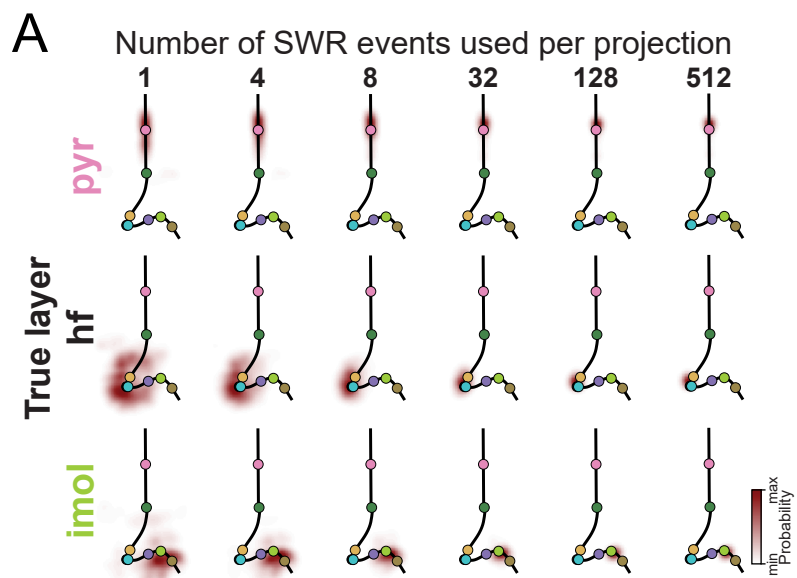 A
Number of SWR events used per projection
1 4 8 32 128 512
True layer
pyr
hf
imol
max
min
Probability